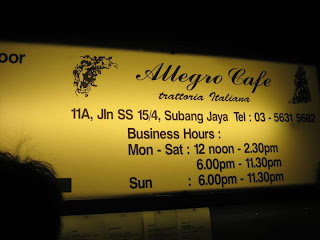 oor
Allegro Cafe
trattoria Italiana
11A, Jln SS 15/4, Subang Jaya Tel : 03 - 5631 5682
Business Hours :
Mon - Sat : 12 noon - 2.30pm
6.00pm - 11.30pm
Sun : 6.00pm - 11.30pm